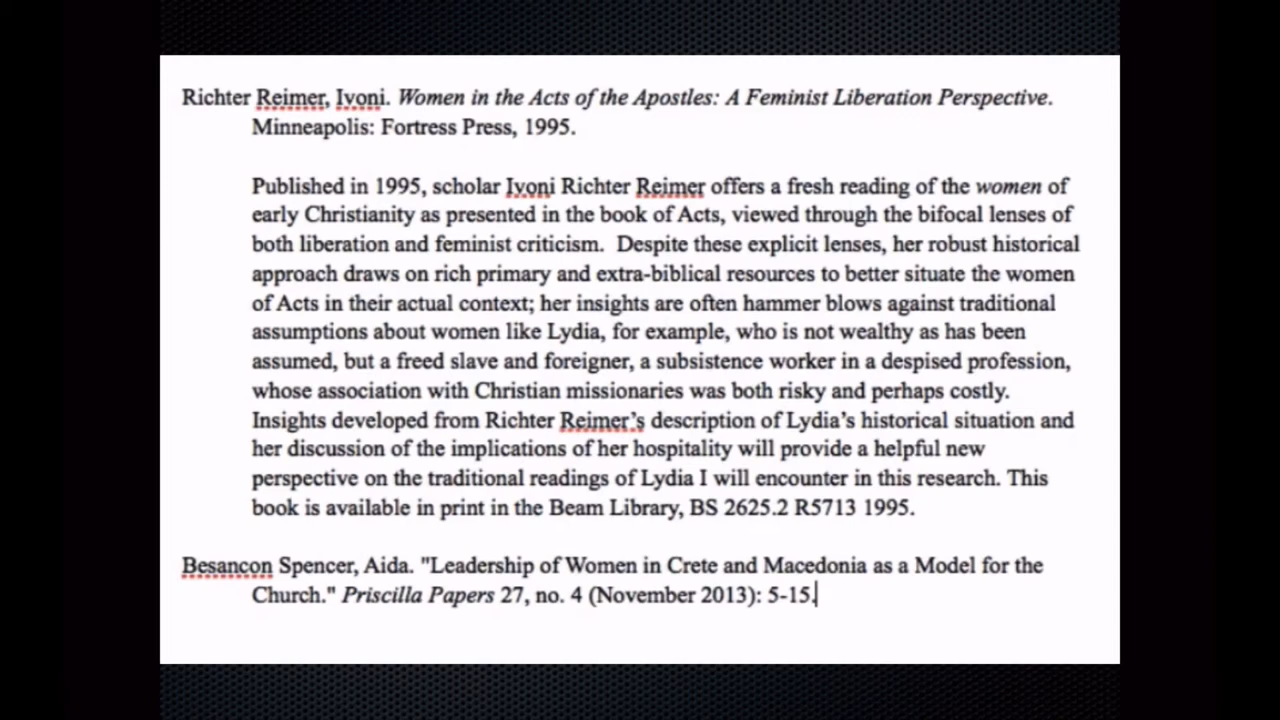 Richter Reimer, Ivoni. Women in the Acts of the Apostles: A Feminist Liberation Perspective.
Minneapolis: Fortress Press, 1995.
Published in 1995, scholar Ivoni Richter Reimer offers a fresh reading of the women of
early Christianity as presented in the book of Acts, viewed through the bifocal lenses of
both liberation and feminist criticism.  Despite these explicit lenses, her robust historical
approach draws on rich primary and extra-biblical resources to better situate the women
of Acts in their actual context; her insights are often hammer blows against traditional
assumptions about women like Lydia, for example, who is not wealthy as has been
assumed, but a freed slave and foreigner, a subsistence worker in a despised profession,
whose association with Christian missionaries was both risky and perhaps costly.
Insights developed from Richter Reimer’s description of Lydia’s historical situation and
her discussion of the implications of her hospitality will provide a helpful new
perspective on the traditional readings of Lydia I will encounter in this research. This
book is available in print in the Beam Library, BS 2625.2 R5713 1995.
Besancon Spencer, Aida. "Leadership of Women in Crete and Macedonia as a Model for the
Church." Priscilla Papers 27, no. 4 (November 2013): 5-15.